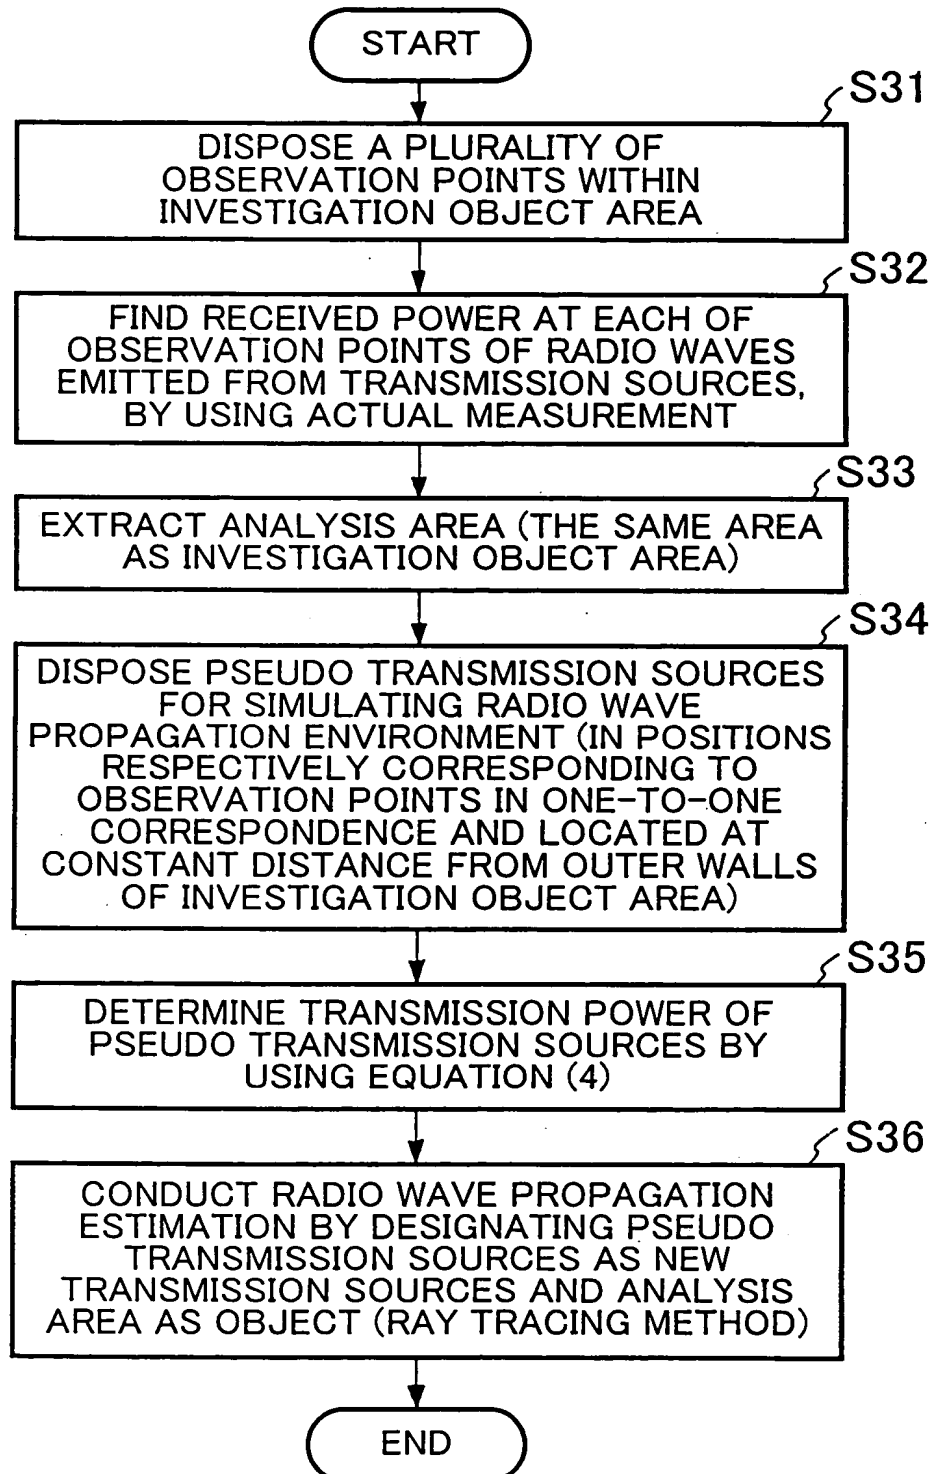 START
S31
DISPOSE A PLURALITY OF
OBSERVATION POINTS WITHIN
INVESTIGATION OBJECT AREA
S32
FIND RECEIVED POWER AT EACH OF
OBSERVATION POINTS OF RADIO WAVES
EMITTED FROM TRANSMISSION SOURCES,
BY USING ACTUAL MEASUREMENT
S33
EXTRACT ANALYSIS AREA (THE SAME AREA
AS INVESTIGATION OBJECT AREA)
S34
DISPOSE PSEUDO TRANSMISSION SOURCES
FOR SIMULATING RADIO WAVE
PROPAGATION ENVIRONMENT (IN POSITIONS
RESPECTIVELY CORRESPONDING TO
OBSERVATION POINTS IN ONE-TO-ONE
CORRESPONDENCE AND LOCATED AT
CONSTANT DISTANCE FROM OUTER WALLS
OF INVESTIGATION OBJECT AREA)
S35
DETERMINE TRANSMISSION POWER OF
PSEUDO TRANSMISSION SOURCES BY
USING EQUATION (4)
S36
CONDUCT RADIO WAVE PROPAGATION
ESTIMATION BY DESIGNATING PSEUDO
TRANSMISSION SOURCES AS NEW
TRANSMISSION SOURCES AND ANALYSIS
AREA AS OBJECT (RAY TRACING METHOD)
END